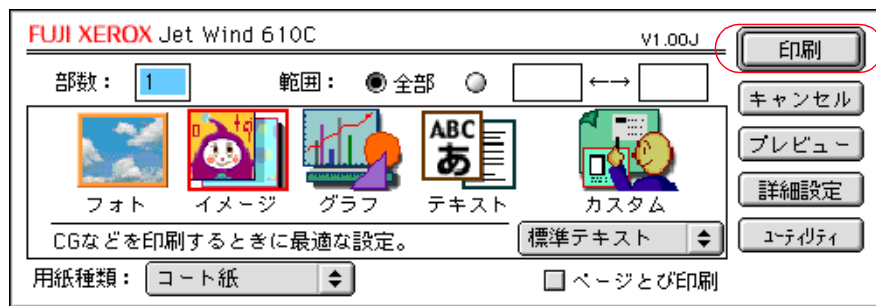 FUJI XEROX Jet Wind 610C
V1.00J
印刷
部数： 1 範囲： 全部 ←→
キャンセル
プレビュー
詳細設定
ユーティリティ
ABC
あ
フォト イメージ グラフ テキスト カスタム
CGなどを印刷するときに最適な設定。
標準テキスト
用紙種類： コート紙
ページとび印刷